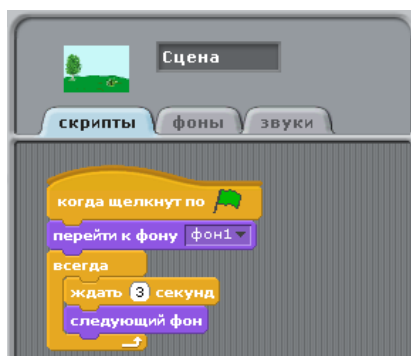 Сцена
скрипты фоны звуки
когда щелкнут по
перейти к фону фон1
всегда
ждать 3 секунд
следующий фон